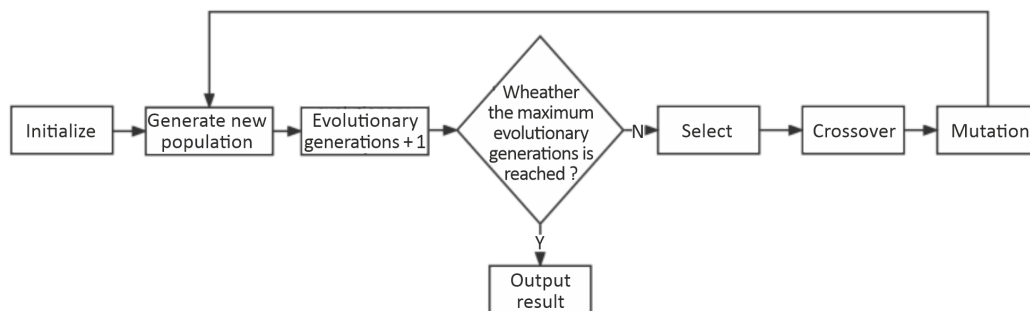 Initialize
Generate new
population
Evolutionary
generations + 1
Wheather
the maximum
evolutionary
generations is
reached ?
N
Select
Crossover
Mutation
Y
Output
result